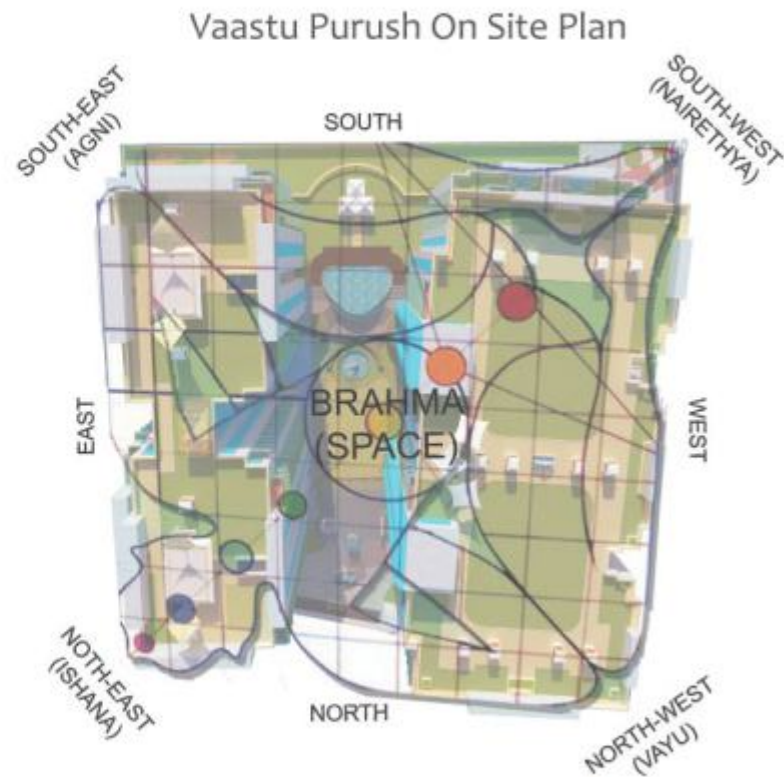 Vaastu Purush On Site Plan
SOUTH-EAST
(AGNI)
SOUTH
SOUTH-WEST
(NAIRETHYA)
EAST
BRAHMA
(SPACE)
WEST
NOTH-EAST
(ISHANA)
NORTH
NORTH-WEST
(VAYU)